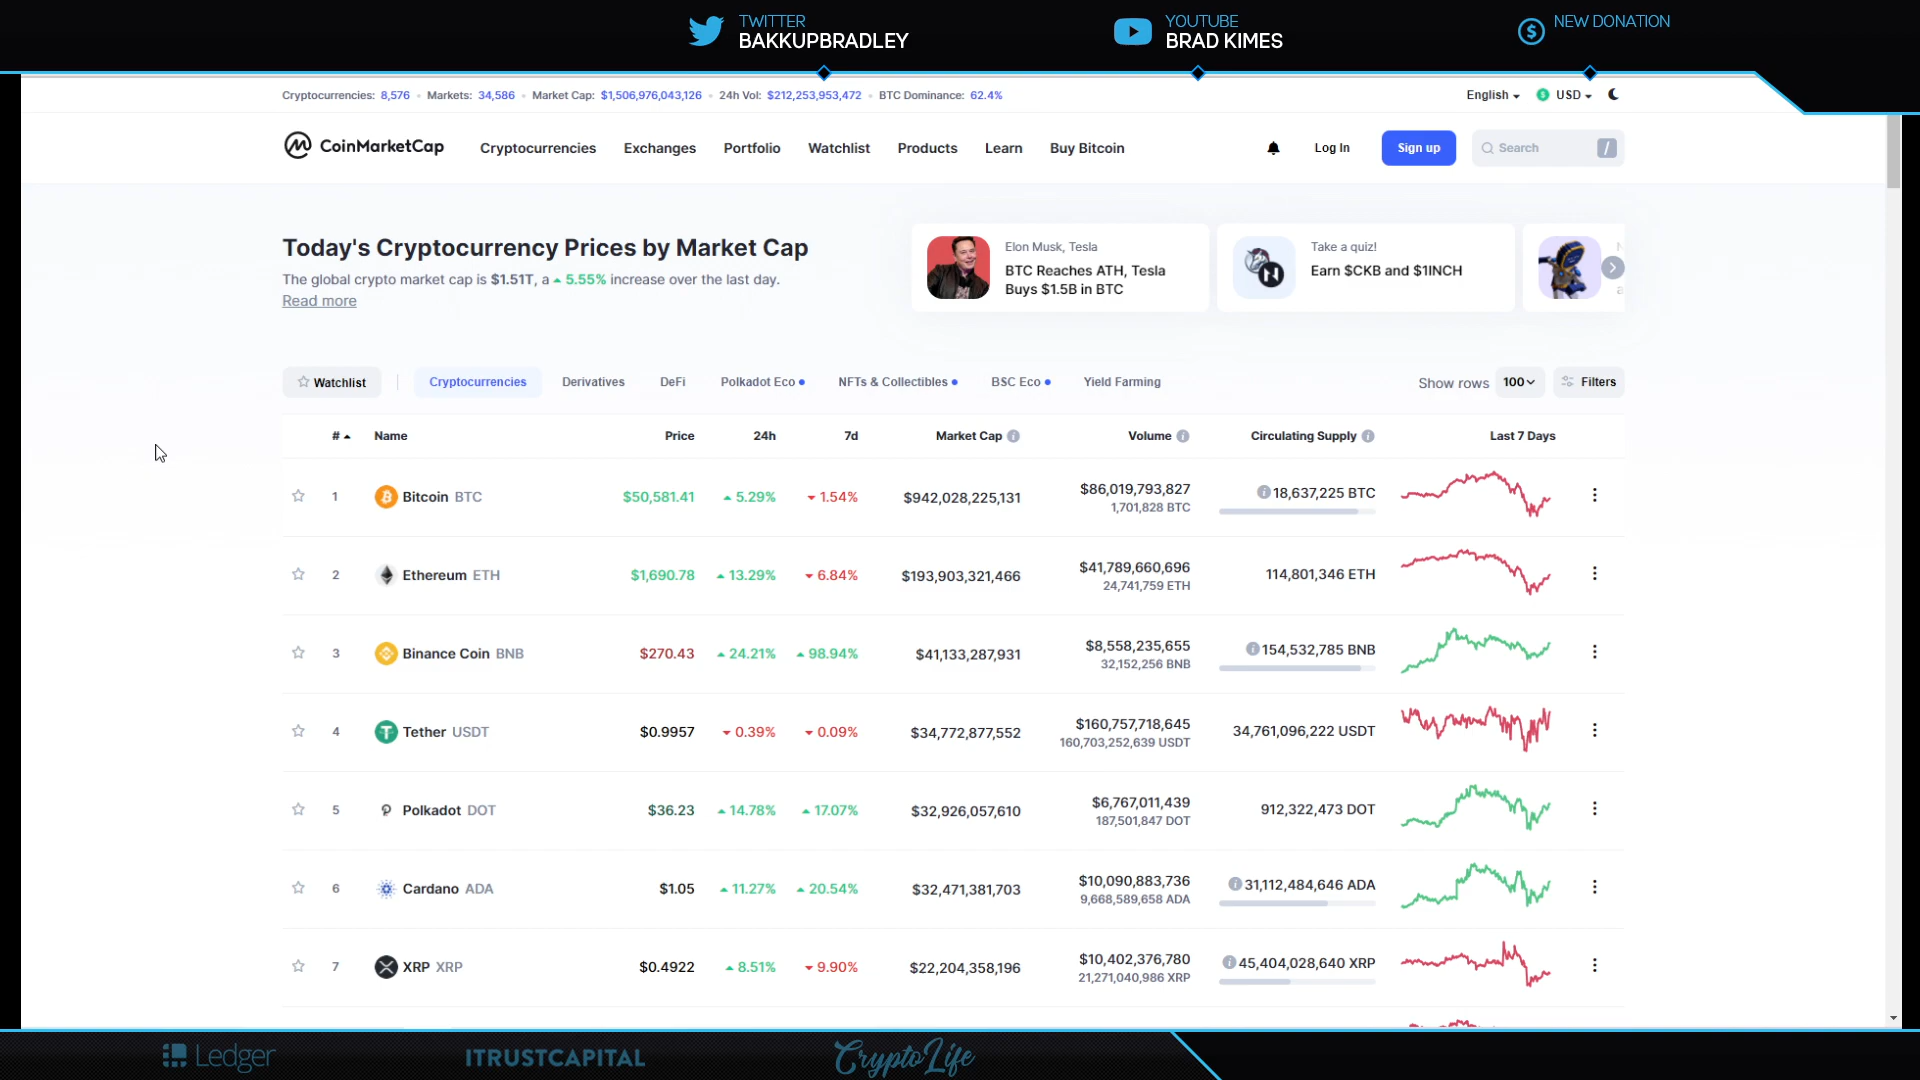 TWITTER
BAKKUPBRADLEY
YOUTUBE
BRAD KIMES
NEW DONATION
Cryptocurrencies: 8,576 Markets: 34,586 Market Cap: $1,506,976,043,126 24h Vol: $212,253,953,472 BTC Dominance: 62.4%
English USD
CoinMarketCap Cryptocurrencies Exchanges Portfolio Watchlist Products Learn Buy Bitcoin Log In Sign up Search /
Today's Cryptocurrency Prices by Market Cap
The global crypto market cap is $1.51T, a 5.55% increase over the last day.
Read more
Elon Musk, Tesla
BTC Reaches ATH, Tesla
Buys $1.5B in BTC
Take a quiz!
Earn $CKB and $1INCH
Watchlist Cryptocurrencies Derivatives DeFi Polkadot Eco NFTs & Collectibles BSC Eco Yield Farming Show rows 100 Filters
# Name Price 24h 7d Market Cap Volume Circulating Supply Last 7 Days
1 Bitcoin BTC $50,581.41 5.29% 1.54% $942,028,225,131 $86,019,793,827 18,637,225 BTC
1,701,828 BTC
2 Ethereum ETH $1,690.78 13.29% 6.84% $193,903,321,466 $41,789,660,696 114,801,346 ETH
24,741,759 ETH
3 Binance Coin BNB $270.43 24.21% 98.94% $41,133,287,931 $8,558,235,655 154,532,785 BNB
32,152,256 BNB
4 Tether USDT $0.9957 0.39% 0.09% $34,772,877,552 $160,757,718,645 34,761,096,222 USDT
160,703,252,639 USDT
5 Polkadot DOT $36.23 14.78% 17.07% $32,926,057,610 $6,767,011,439 912,322,473 DOT
187,501,847 DOT
6 Cardano ADA $1.05 11.27% 20.54% $32,471,381,703 $10,090,883,736 31,112,484,646 ADA
9,668,589,658 ADA
7 XRP XRP $0.4922 8.51% 9.90% $22,204,358,196 $10,402,376,780 45,404,028,640 XRP
21,271,040,986 XRP
Ledger
ITRUSTCAPITAL
CryptoLife